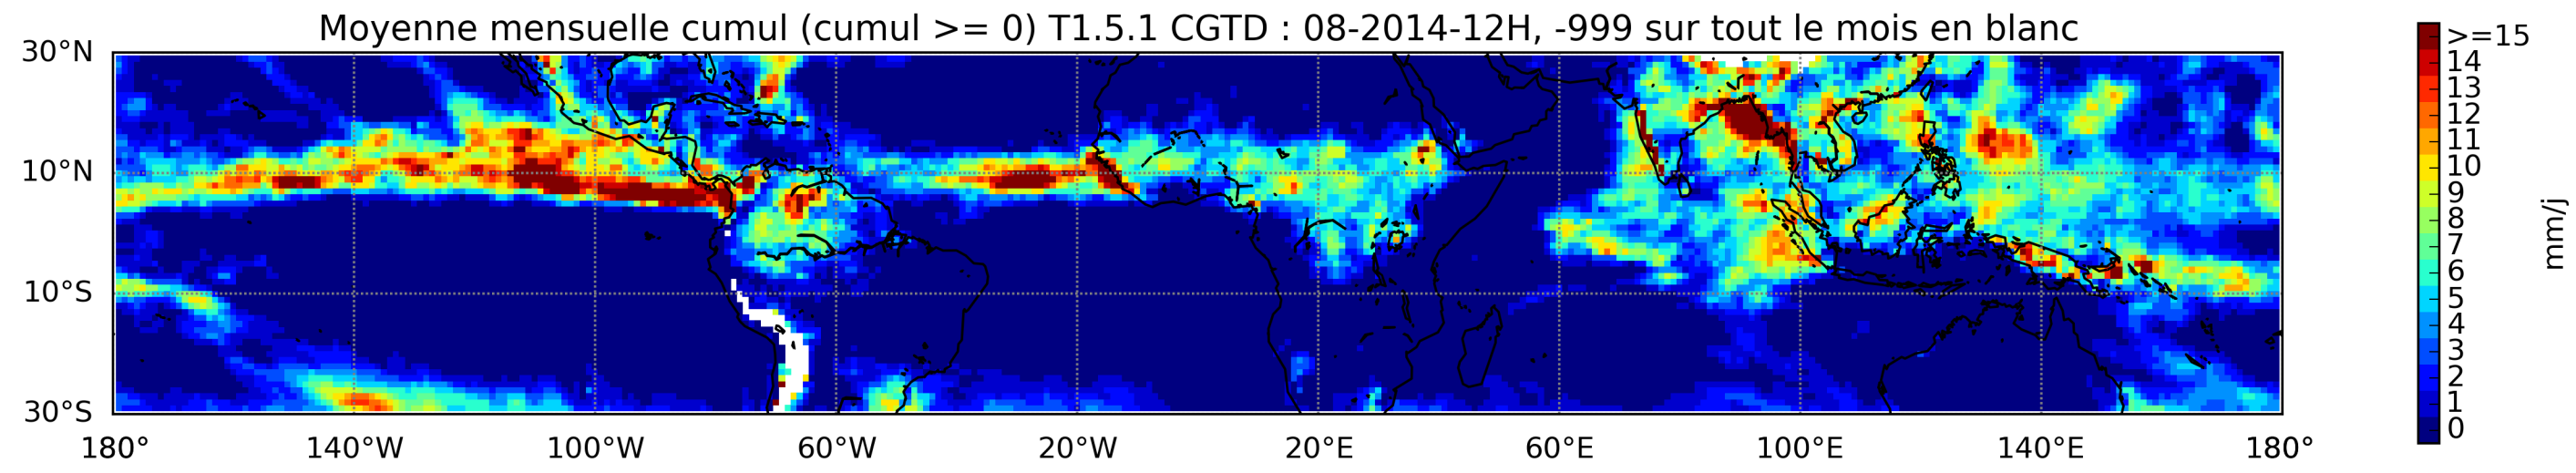 Moyenne mensuelle cumul (cumul >= 0) T1.5.1 CGTD : 08-2014-12H, -999 sur tout le mois en blanc
30°N
10°N
10°S
30°S
180° 140°W 100°W 60°W 20°W 20°E 60°E 100°E 140°E 180°
>=15
14
13
12
11
10
9
8
7
6
5
4
3
2
1
0
mm/j